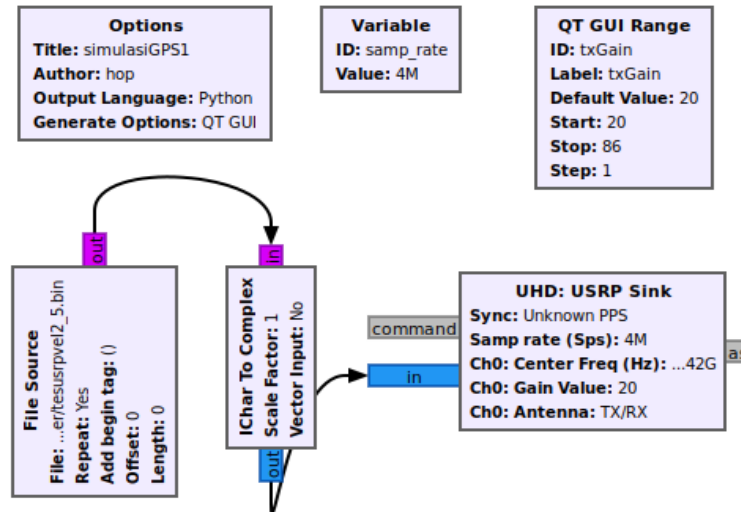 Options
Title: simulasiGPS1
Author: hop
Output Language: Python
Generate Options: QT GUI
Variable
ID: samp_rate
Value: 4M
QT GUI Range
ID: txGain
Label: txGain
Default Value: 20
Start: 20
Stop: 86
Step: 1
out
File Source
File: ...er/tesusrpvel2_5.bin
Repeat: Yes
Add begin tag: ()
Offset: 0
Length: 0
in
IChar To Complex
Scale Factor: 1
Vector Input: No
out
command
in
UHD: USRP Sink
Sync: Unknown PPS
Samp rate (Sps): 4M
Ch0: Center Freq (Hz): ...42G
Ch0: Gain Value: 20
Ch0: Antenna: TX/RX